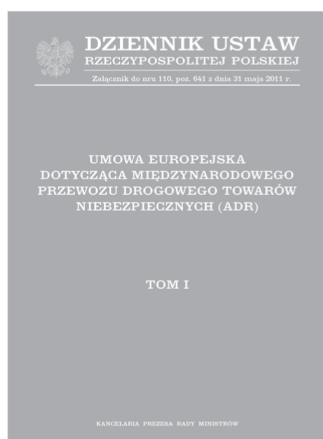 DZIENNIK USTAW
RZECZYPOSPOLITEJ POLSKIEJ
Załącznik do nru 110, poz. 641 z dnia 31 maja 2011 r.
UMOWA EUROPEJSKA
DOTYCZĄCA MIĘDZYNARODOWEGO
PRZEWOZU DROGOWEGO TOWARÓW
NIEBEZPIECZNYCH (ADR)
TOM I
KANCELARIA PREZESA RADY MINISTRÓW